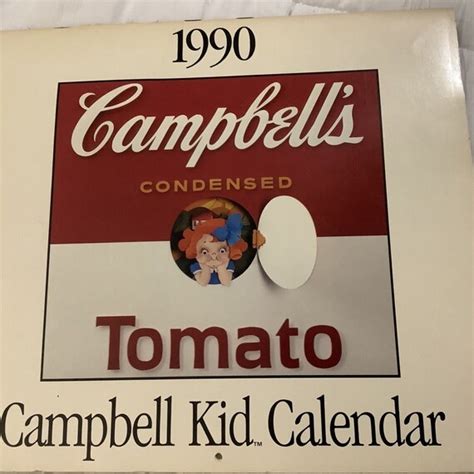 1990
Campbell's
CONDENSED
Tomato
Campbell Kid™ Calendar